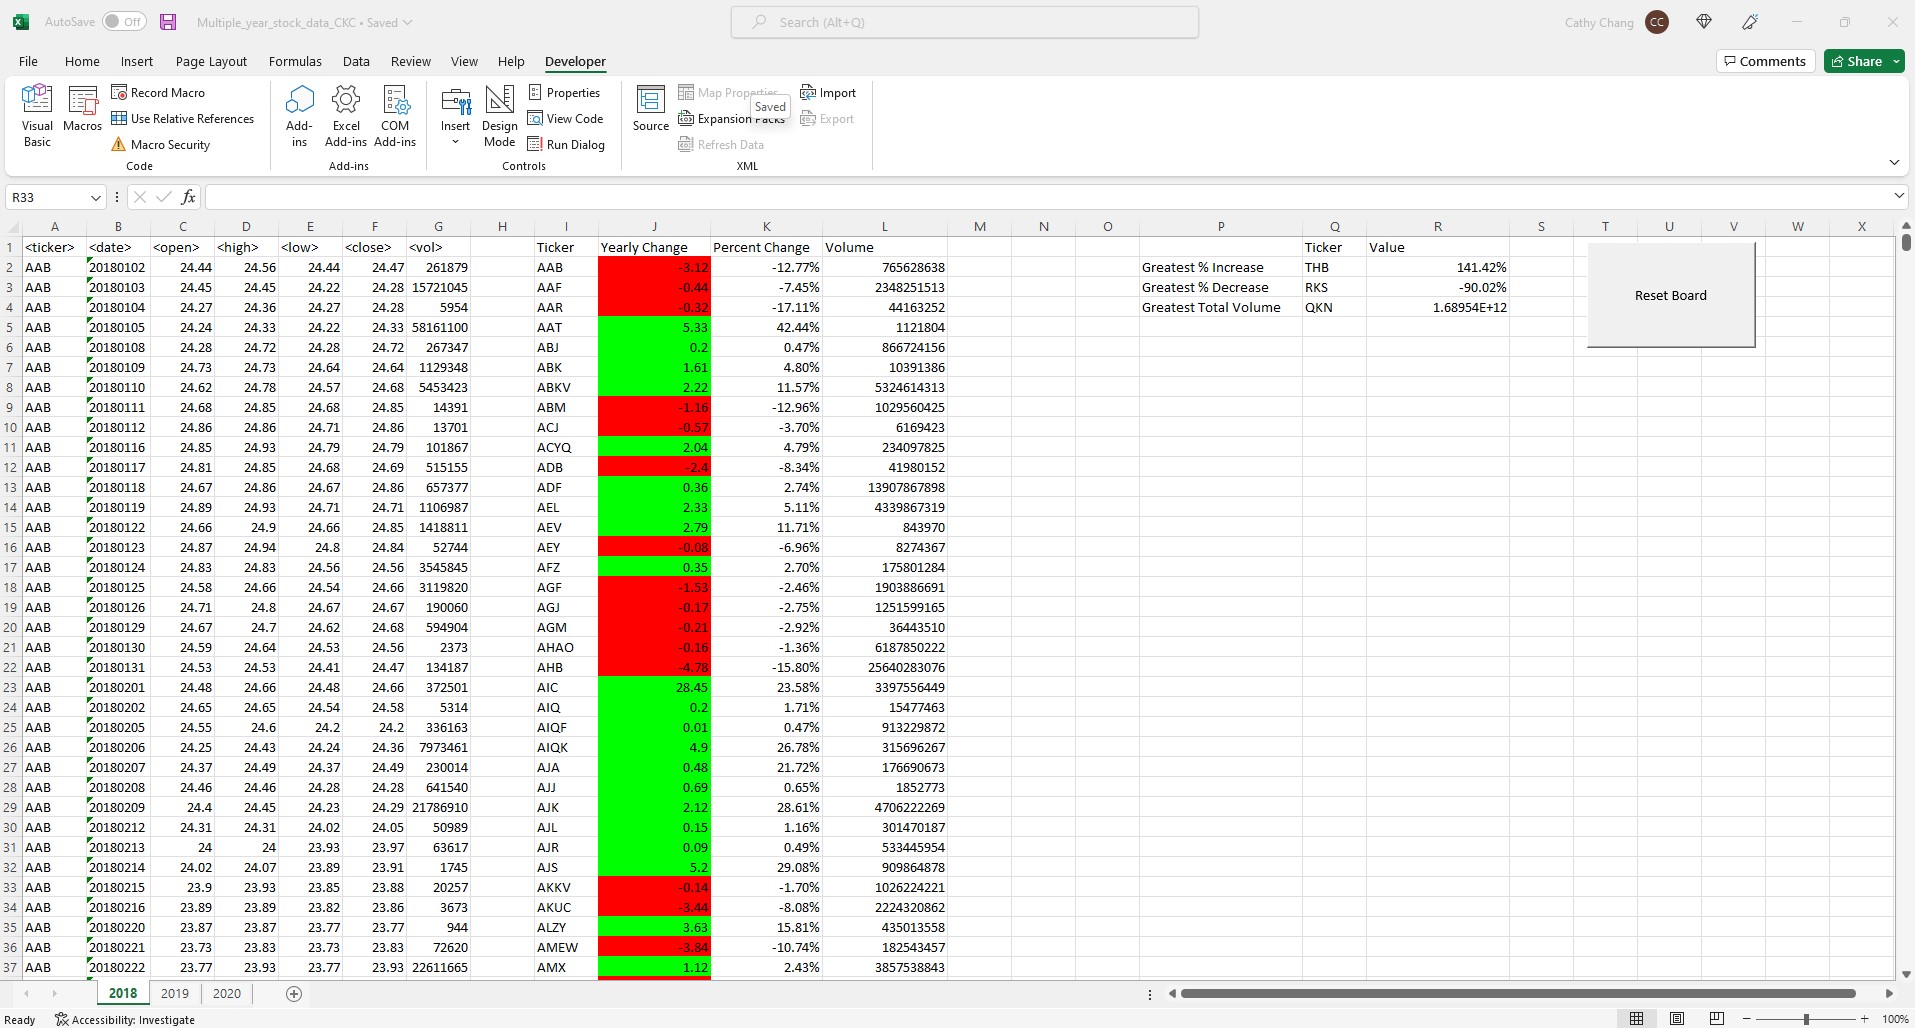 AutoSave Off Multiple_year_stock_data_CKC • Saved Search (Alt+Q) Cathy Chang CC
File Home Insert Page Layout Formulas Data Review View Help Developer Comments Share
Visual Basic Macros Record Macro Use Relative References Macro Security Code
Add-ins Excel Add-ins COM Add-ins Add-ins
Insert Design Mode Properties View Code Run Dialog Controls
Source Map Properties Expansion Packs Refresh Data Import Export XML
Saved
R33 fx
A B C D E F G H I J K L M N O P Q R S T U V W X
1 <ticker> <date> <open> <high> <low> <close> <vol> Ticker Yearly Change Percent Change Volume Ticker Value
2 AAB 20180102 24.44 24.56 24.44 24.47 261879 AAB -3.12 -12.77% 765628638 Greatest % Increase THB 141.42%
3 AAB 20180103 24.45 24.45 24.22 24.28 15721045 AAF -0.44 -7.45% 2348251513 Greatest % Decrease RKS -90.02%
Reset Board
4 AAB 20180104 24.27 24.36 24.27 24.28 5954 AAR -0.32 -17.11% 44163252 Greatest Total Volume QKN 1.68954E+12
5 AAB 20180105 24.24 24.33 24.22 24.33 58161100 AAT 5.33 42.44% 1121804
6 AAB 20180108 24.28 24.72 24.28 24.72 267347 ABJ 0.2 0.47% 866724156
7 AAB 20180109 24.73 24.73 24.64 24.64 1129348 ABK 1.61 4.80% 10391386
8 AAB 20180110 24.62 24.78 24.57 24.68 5453423 ABKV 2.22 11.57% 5324614313
9 AAB 20180111 24.68 24.85 24.68 24.85 14391 ABM -1.16 -12.96% 1029560425
10 AAB 20180112 24.86 24.86 24.71 24.86 13701 ACJ -0.57 -3.70% 6169423
11 AAB 20180116 24.85 24.93 24.79 24.79 101867 ACYQ 2.04 4.79% 234097825
12 AAB 20180117 24.81 24.85 24.68 24.69 515155 ADB -2.4 -8.34% 41980152
13 AAB 20180118 24.67 24.86 24.67 24.86 657377 ADF 0.36 2.74% 13907867898
14 AAB 20180119 24.89 24.93 24.71 24.71 1106987 AEL 2.33 5.11% 4339867319
15 AAB 20180122 24.66 24.9 24.66 24.85 1418811 AEV 2.79 11.71% 843970
16 AAB 20180123 24.87 24.94 24.8 24.84 52744 AEY -0.08 -6.96% 8274367
17 AAB 20180124 24.83 24.83 24.56 24.56 3545845 AFZ 0.35 2.70% 175801284
18 AAB 20180125 24.58 24.66 24.54 24.66 3119820 AGF -1.53 -2.46% 1903886691
19 AAB 20180126 24.71 24.8 24.67 24.67 190060 AGJ -0.17 -2.75% 1251599165
20 AAB 20180129 24.67 24.7 24.62 24.68 594904 AGM -0.21 -2.92% 36443510
21 AAB 20180130 24.59 24.64 24.53 24.56 2373 AHAO -0.16 -1.36% 6187850222
22 AAB 20180131 24.53 24.53 24.41 24.47 134187 AHB -4.78 -15.80% 25640283076
23 AAB 20180201 24.48 24.66 24.48 24.66 372501 AIC 28.45 23.58% 3397556449
24 AAB 20180202 24.65 24.65 24.54 24.58 5314 AIQ 0.2 1.71% 15477463
25 AAB 20180205 24.55 24.6 24.2 24.2 336163 AIQF 0.01 0.47% 913229872
26 AAB 20180206 24.25 24.43 24.24 24.36 7973461 AIQK 4.9 26.78% 315696267
27 AAB 20180207 24.37 24.49 24.37 24.49 230014 AJA 0.48 21.72% 176690673
28 AAB 20180208 24.46 24.46 24.28 24.28 641540 AJJ 0.69 0.65% 1852773
29 AAB 20180209 24.4 24.45 24.23 24.29 21786910 AJK 2.12 28.61% 4706222269
30 AAB 20180212 24.31 24.31 24.02 24.05 50989 AJL 0.15 1.16% 301470187
31 AAB 20180213 24 24 23.93 23.97 63617 AJR 0.09 0.49% 533445954
32 AAB 20180214 24.02 24.07 23.89 23.91 1745 AJS 5.2 29.08% 909864878
33 AAB 20180215 23.9 23.93 23.85 23.88 20257 AKKV -0.14 -1.70% 1026224221
34 AAB 20180216 23.89 23.89 23.82 23.86 3673 AKUC -3.44 -8.08% 2224320862
35 AAB 20180220 23.87 23.87 23.77 23.77 944 ALZY 3.63 15.81% 435013558
36 AAB 20180221 23.73 23.83 23.73 23.83 72620 AMEW -3.84 -10.74% 182543457
37 AAB 20180222 23.77 23.93 23.77 23.93 22611665 AMX 1.12 2.43% 3857538843
2018 2019 2020
Ready Accessibility: Investigate 100%